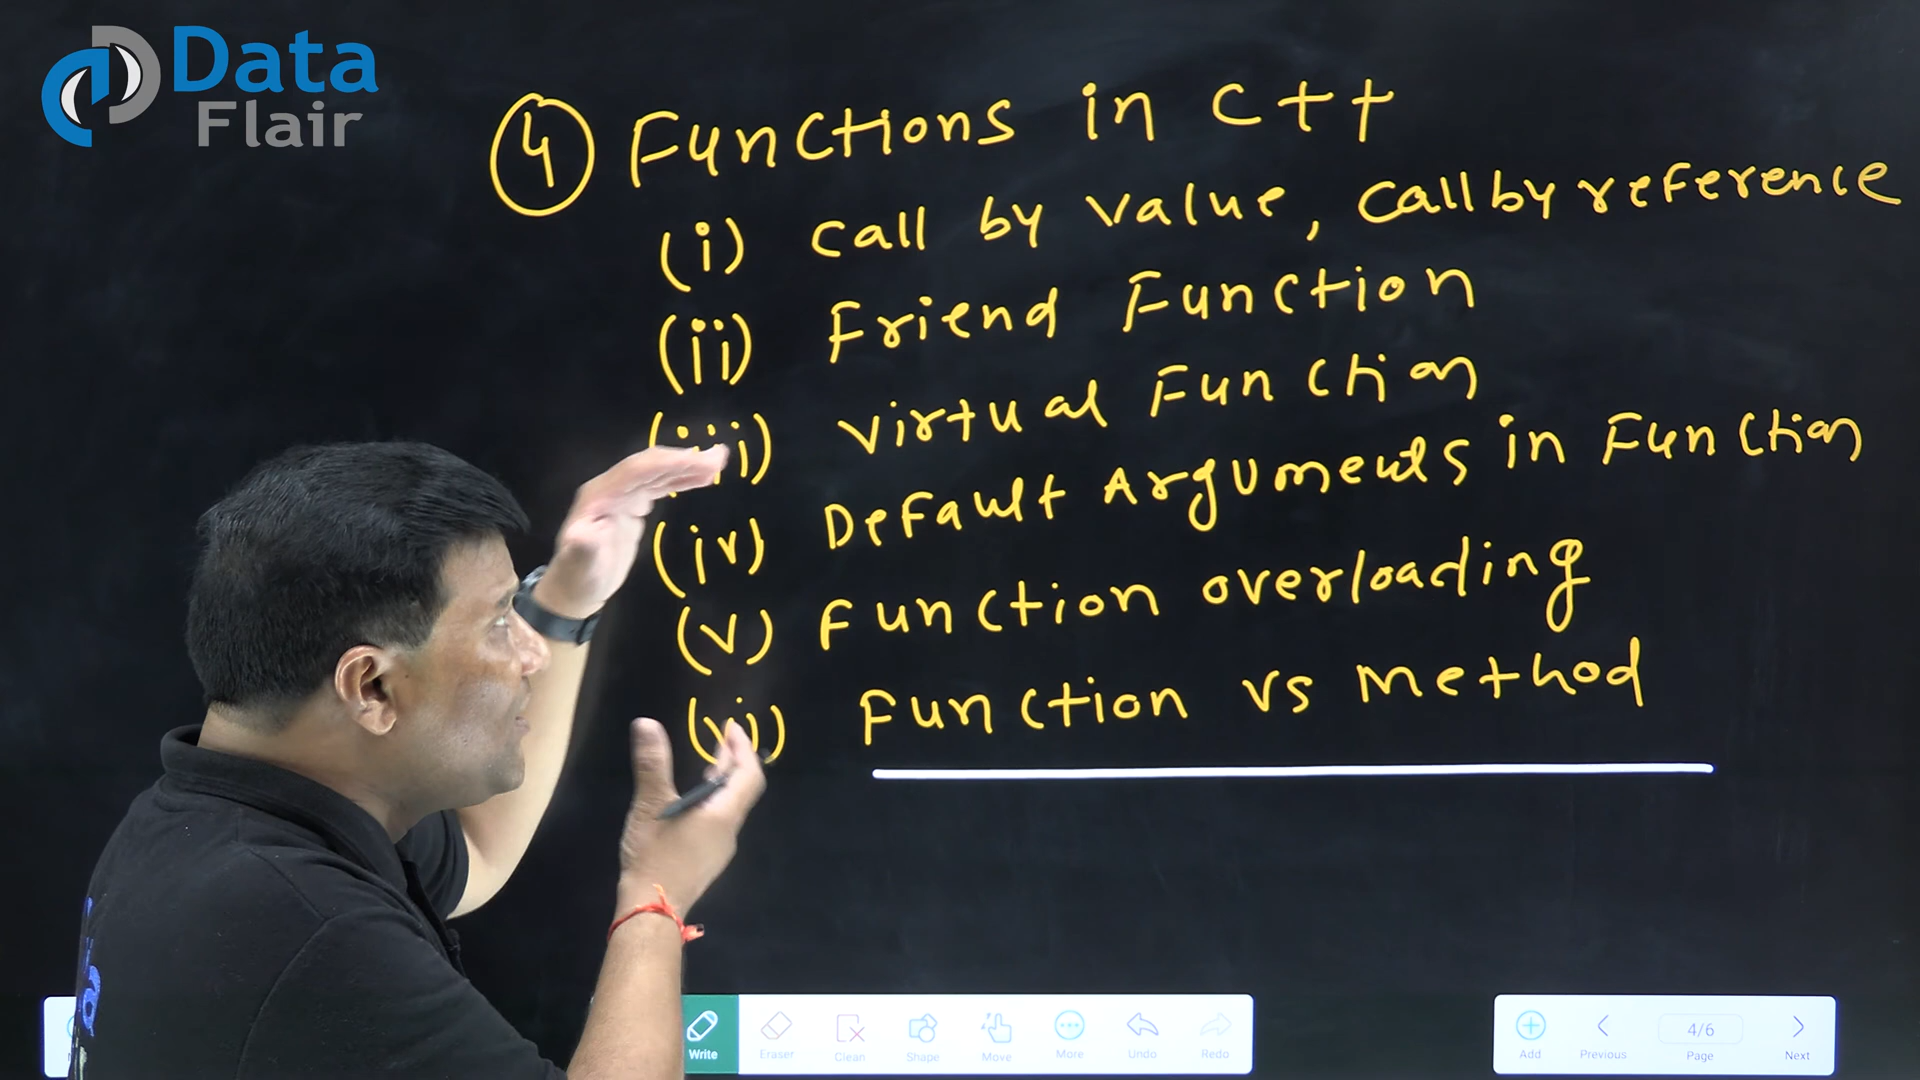 Data
Flair
4 Functions in C++
(i) Call by value, Call by reference
(ii) Friend Function
(iii) Virtual Function
(iv) Default Arguments in Function
(v) Function overloading
(vi) Function vs Method
Write
Eraser
Clean
Shape
Move
More
Undo
Redo
Add
Previous
4/6
Page
Next